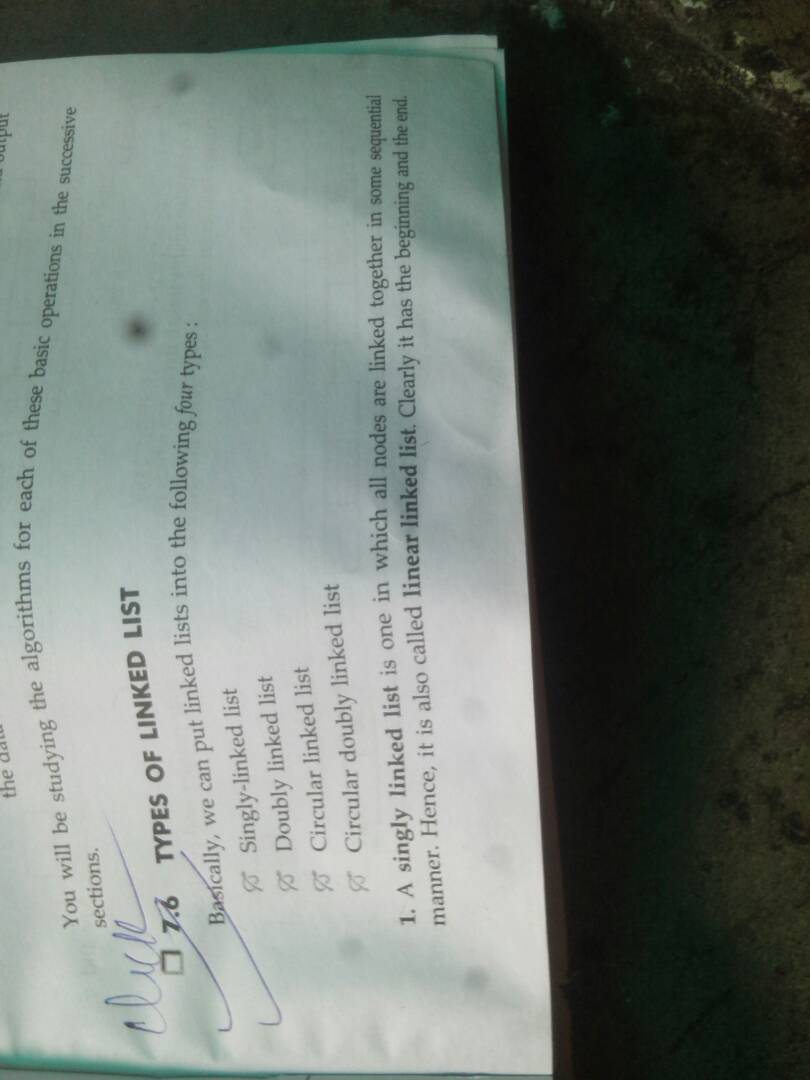 the data
output
You will be studying the algorithms for each of these basic operations in the successive
sections.
click
7.6 TYPES OF LINKED LIST
Basically, we can put linked lists into the following four types :
Singly-linked list
Doubly linked list
Circular linked list
Circular doubly linked list
1. A singly linked list is one in which all nodes are linked together in some sequential
manner. Hence, it is also called linear linked list. Clearly it has the beginning and the end.